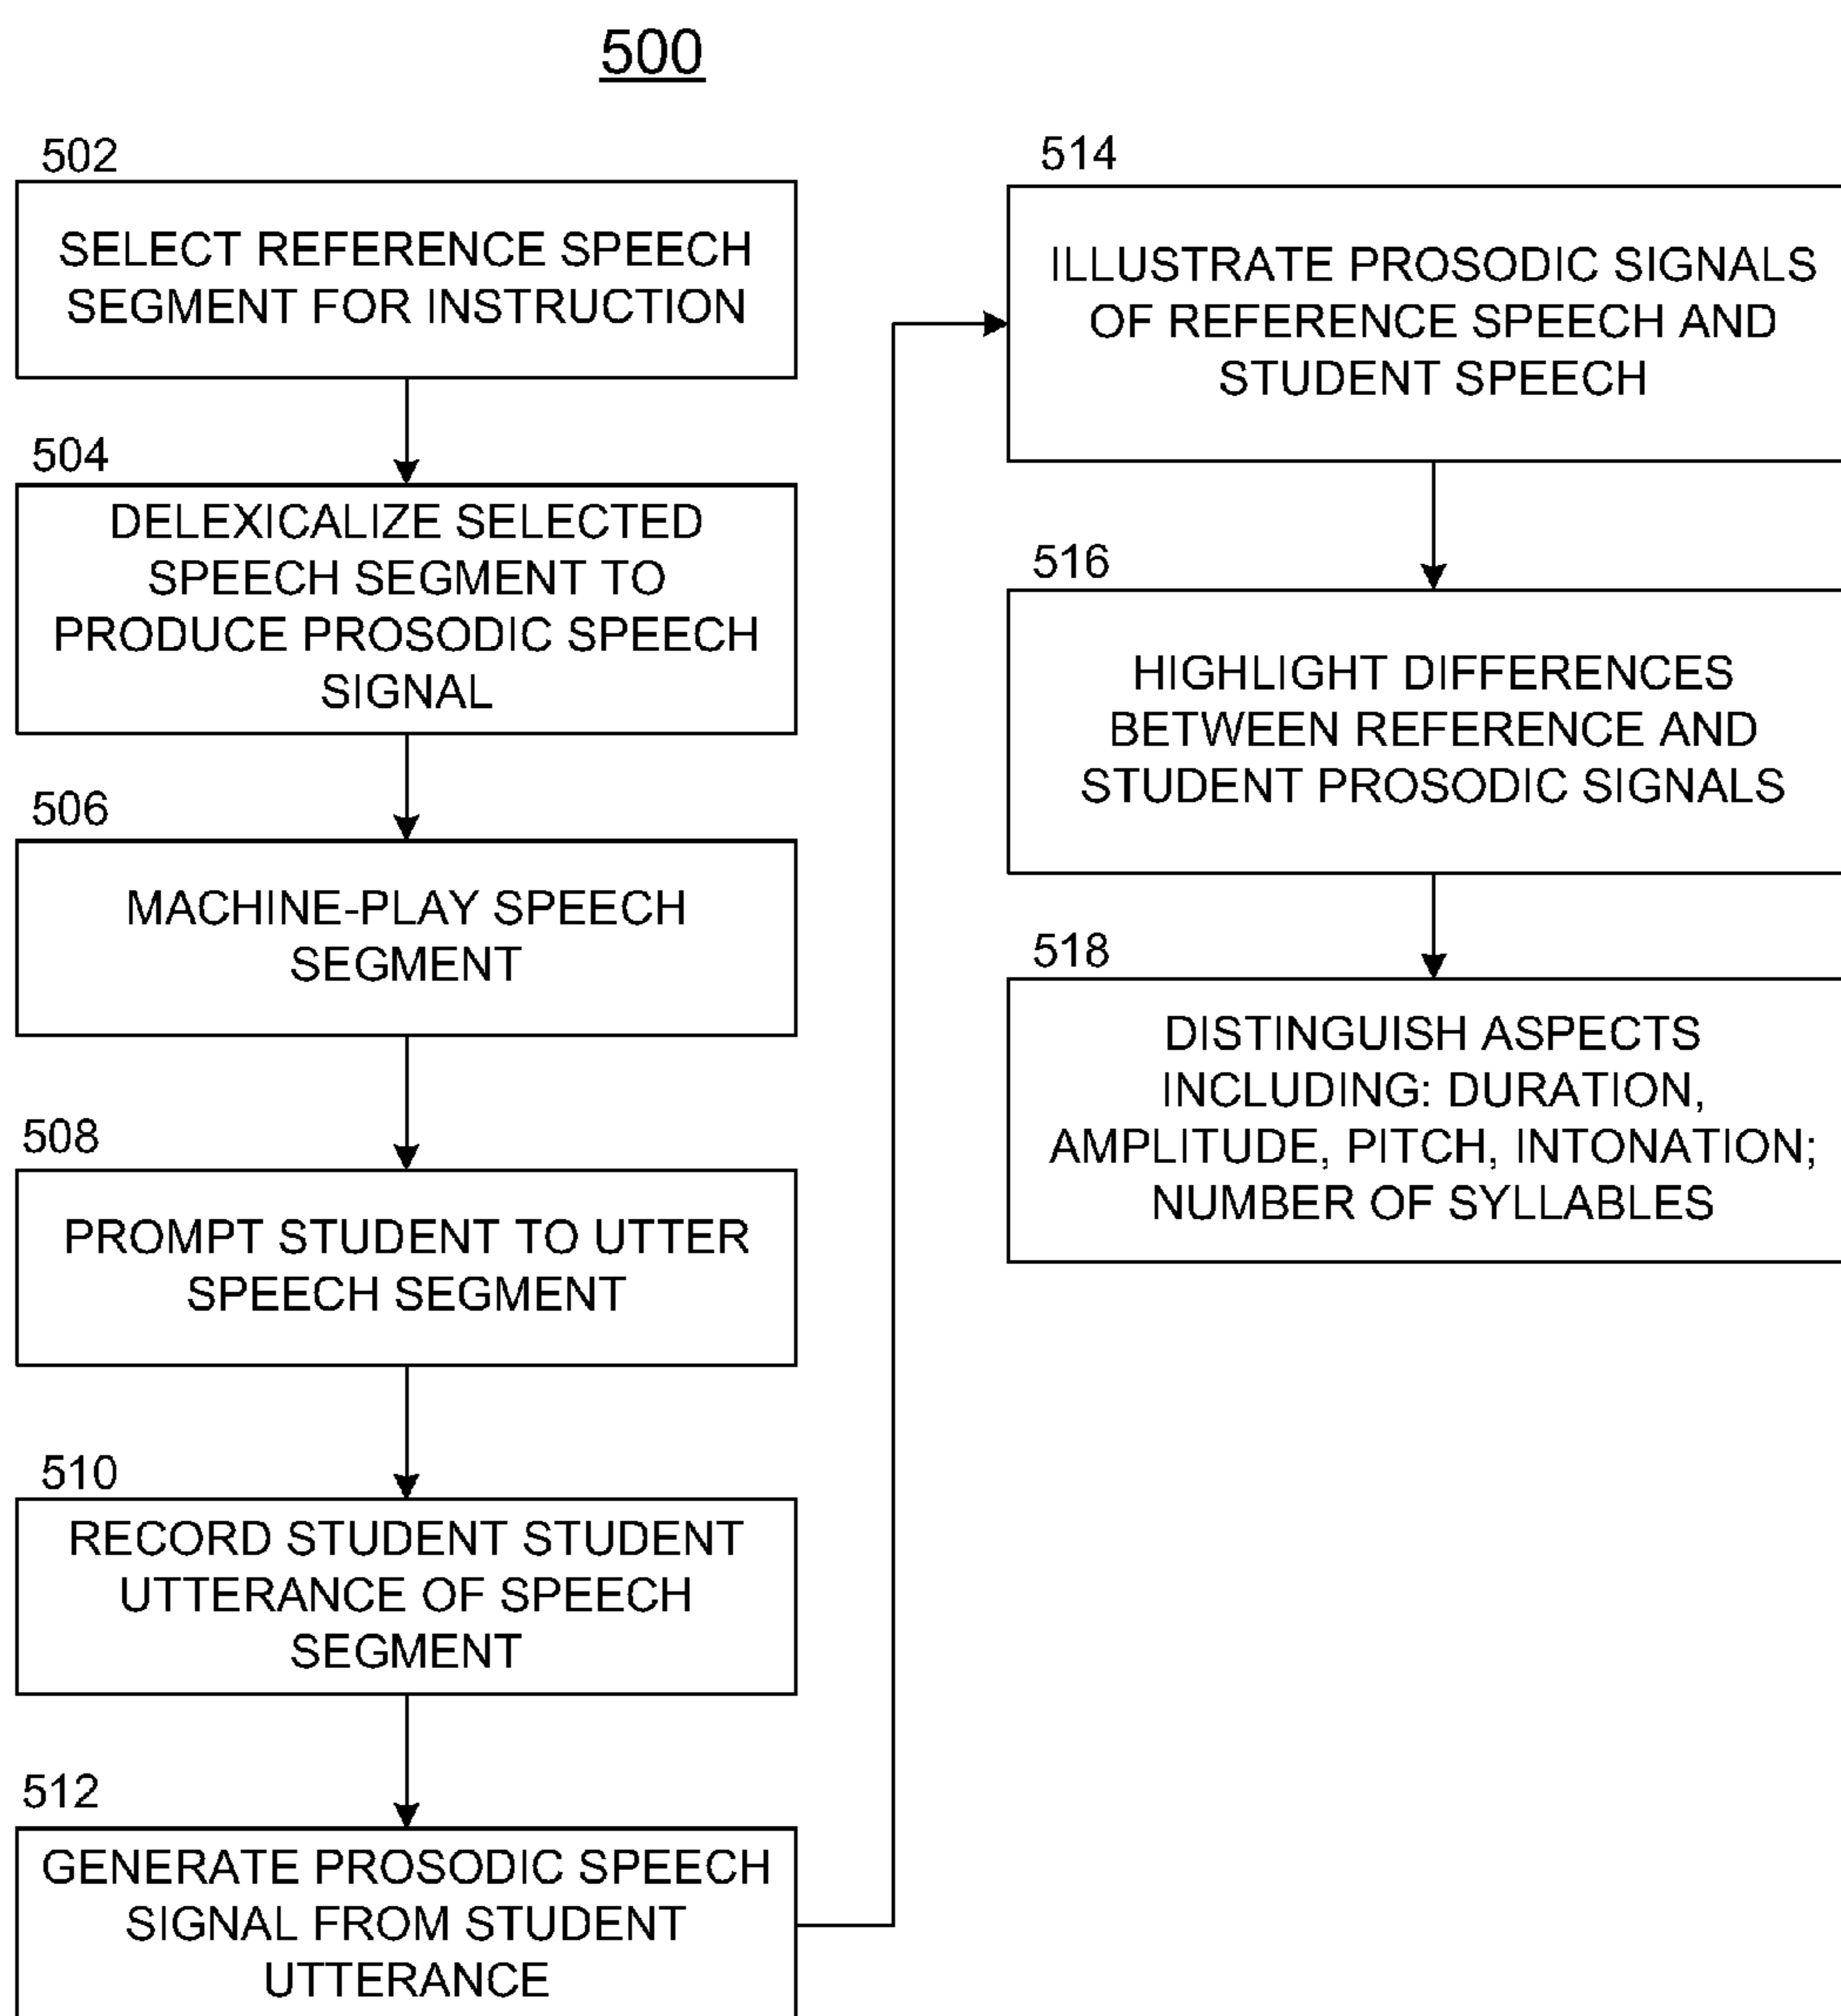 500
502
SELECT REFERENCE SPEECH
SEGMENT FOR INSTRUCTION
504
DELEXICALIZE SELECTED
SPEECH SEGMENT TO
PRODUCE PROSODIC SPEECH
SIGNAL
506
MACHINE-PLAY SPEECH
SEGMENT
508
PROMPT STUDENT TO UTTER
SPEECH SEGMENT
510
RECORD STUDENT STUDENT
UTTERANCE OF SPEECH
SEGMENT
512
GENERATE PROSODIC SPEECH
SIGNAL FROM STUDENT
UTTERANCE
514
ILLUSTRATE PROSODIC SIGNALS
OF REFERENCE SPEECH AND
STUDENT SPEECH
516
HIGHLIGHT DIFFERENCES
BETWEEN REFERENCE AND
STUDENT PROSODIC SIGNALS
518
DISTINGUISH ASPECTS
INCLUDING: DURATION,
AMPLITUDE, PITCH, INTONATION;
NUMBER OF SYLLABLES